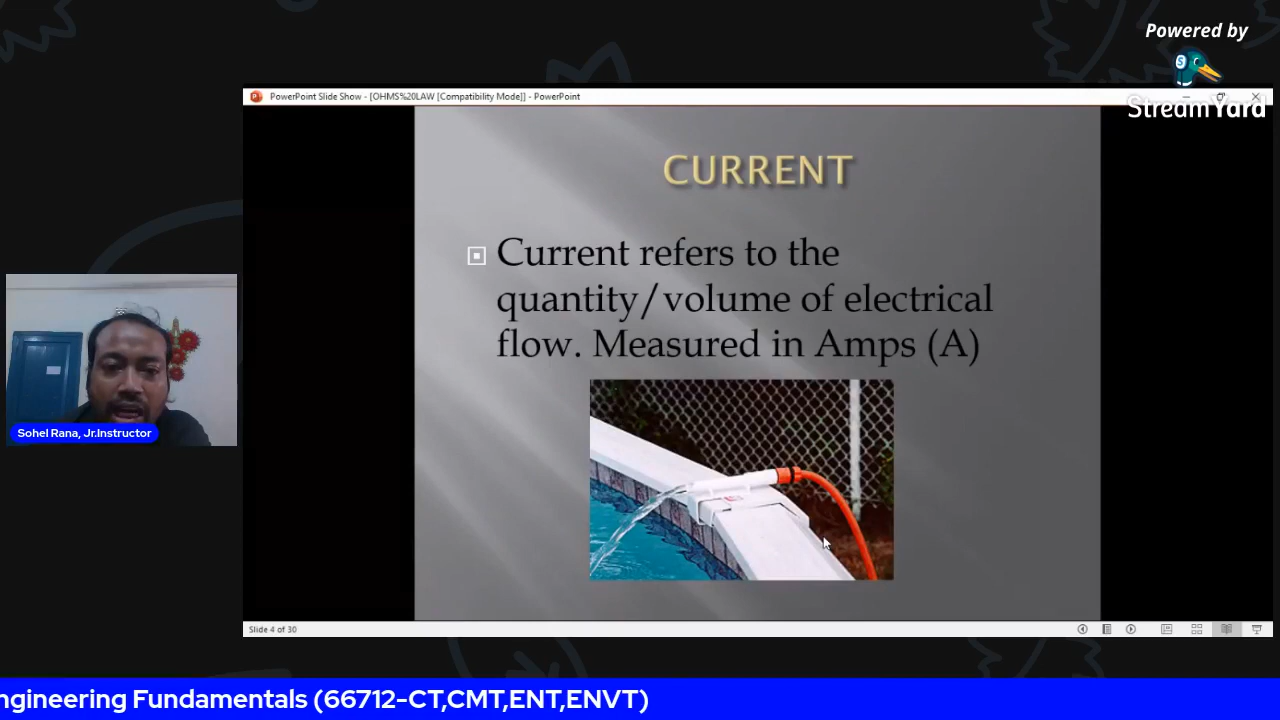 Powered by
StreamYard
PowerPoint Slide Show - [OHMS%20LAW [Compatibility Mode]] - PowerPoint
CURRENT
Current refers to the
quantity/volume of electrical
flow. Measured in Amps (A)
Sohel Rana, Jr.Instructor
Slide 4 of 30
ngineering Fundamentals (66712-CT,CMT,ENT,ENVT)